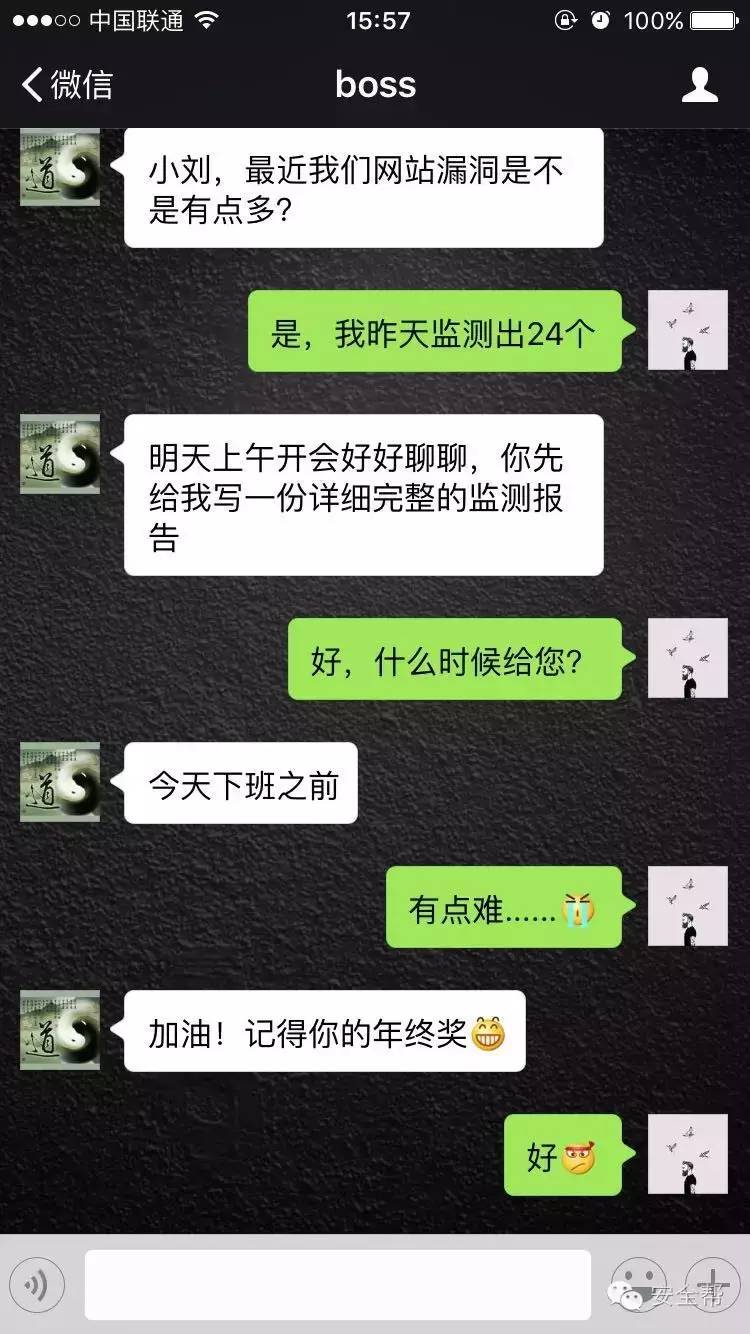 中国联通
15:57
100%
微信
boss
小刘，最近我们网站漏洞是不
是有点多？
是，我昨天监测出24个
明天上午开会好好聊聊，你先
给我写一份详细完整的监测报
告
好，什么时候给您？
今天下班之前
有点难......😭
加油！记得你的年终奖😁
好
安全帮